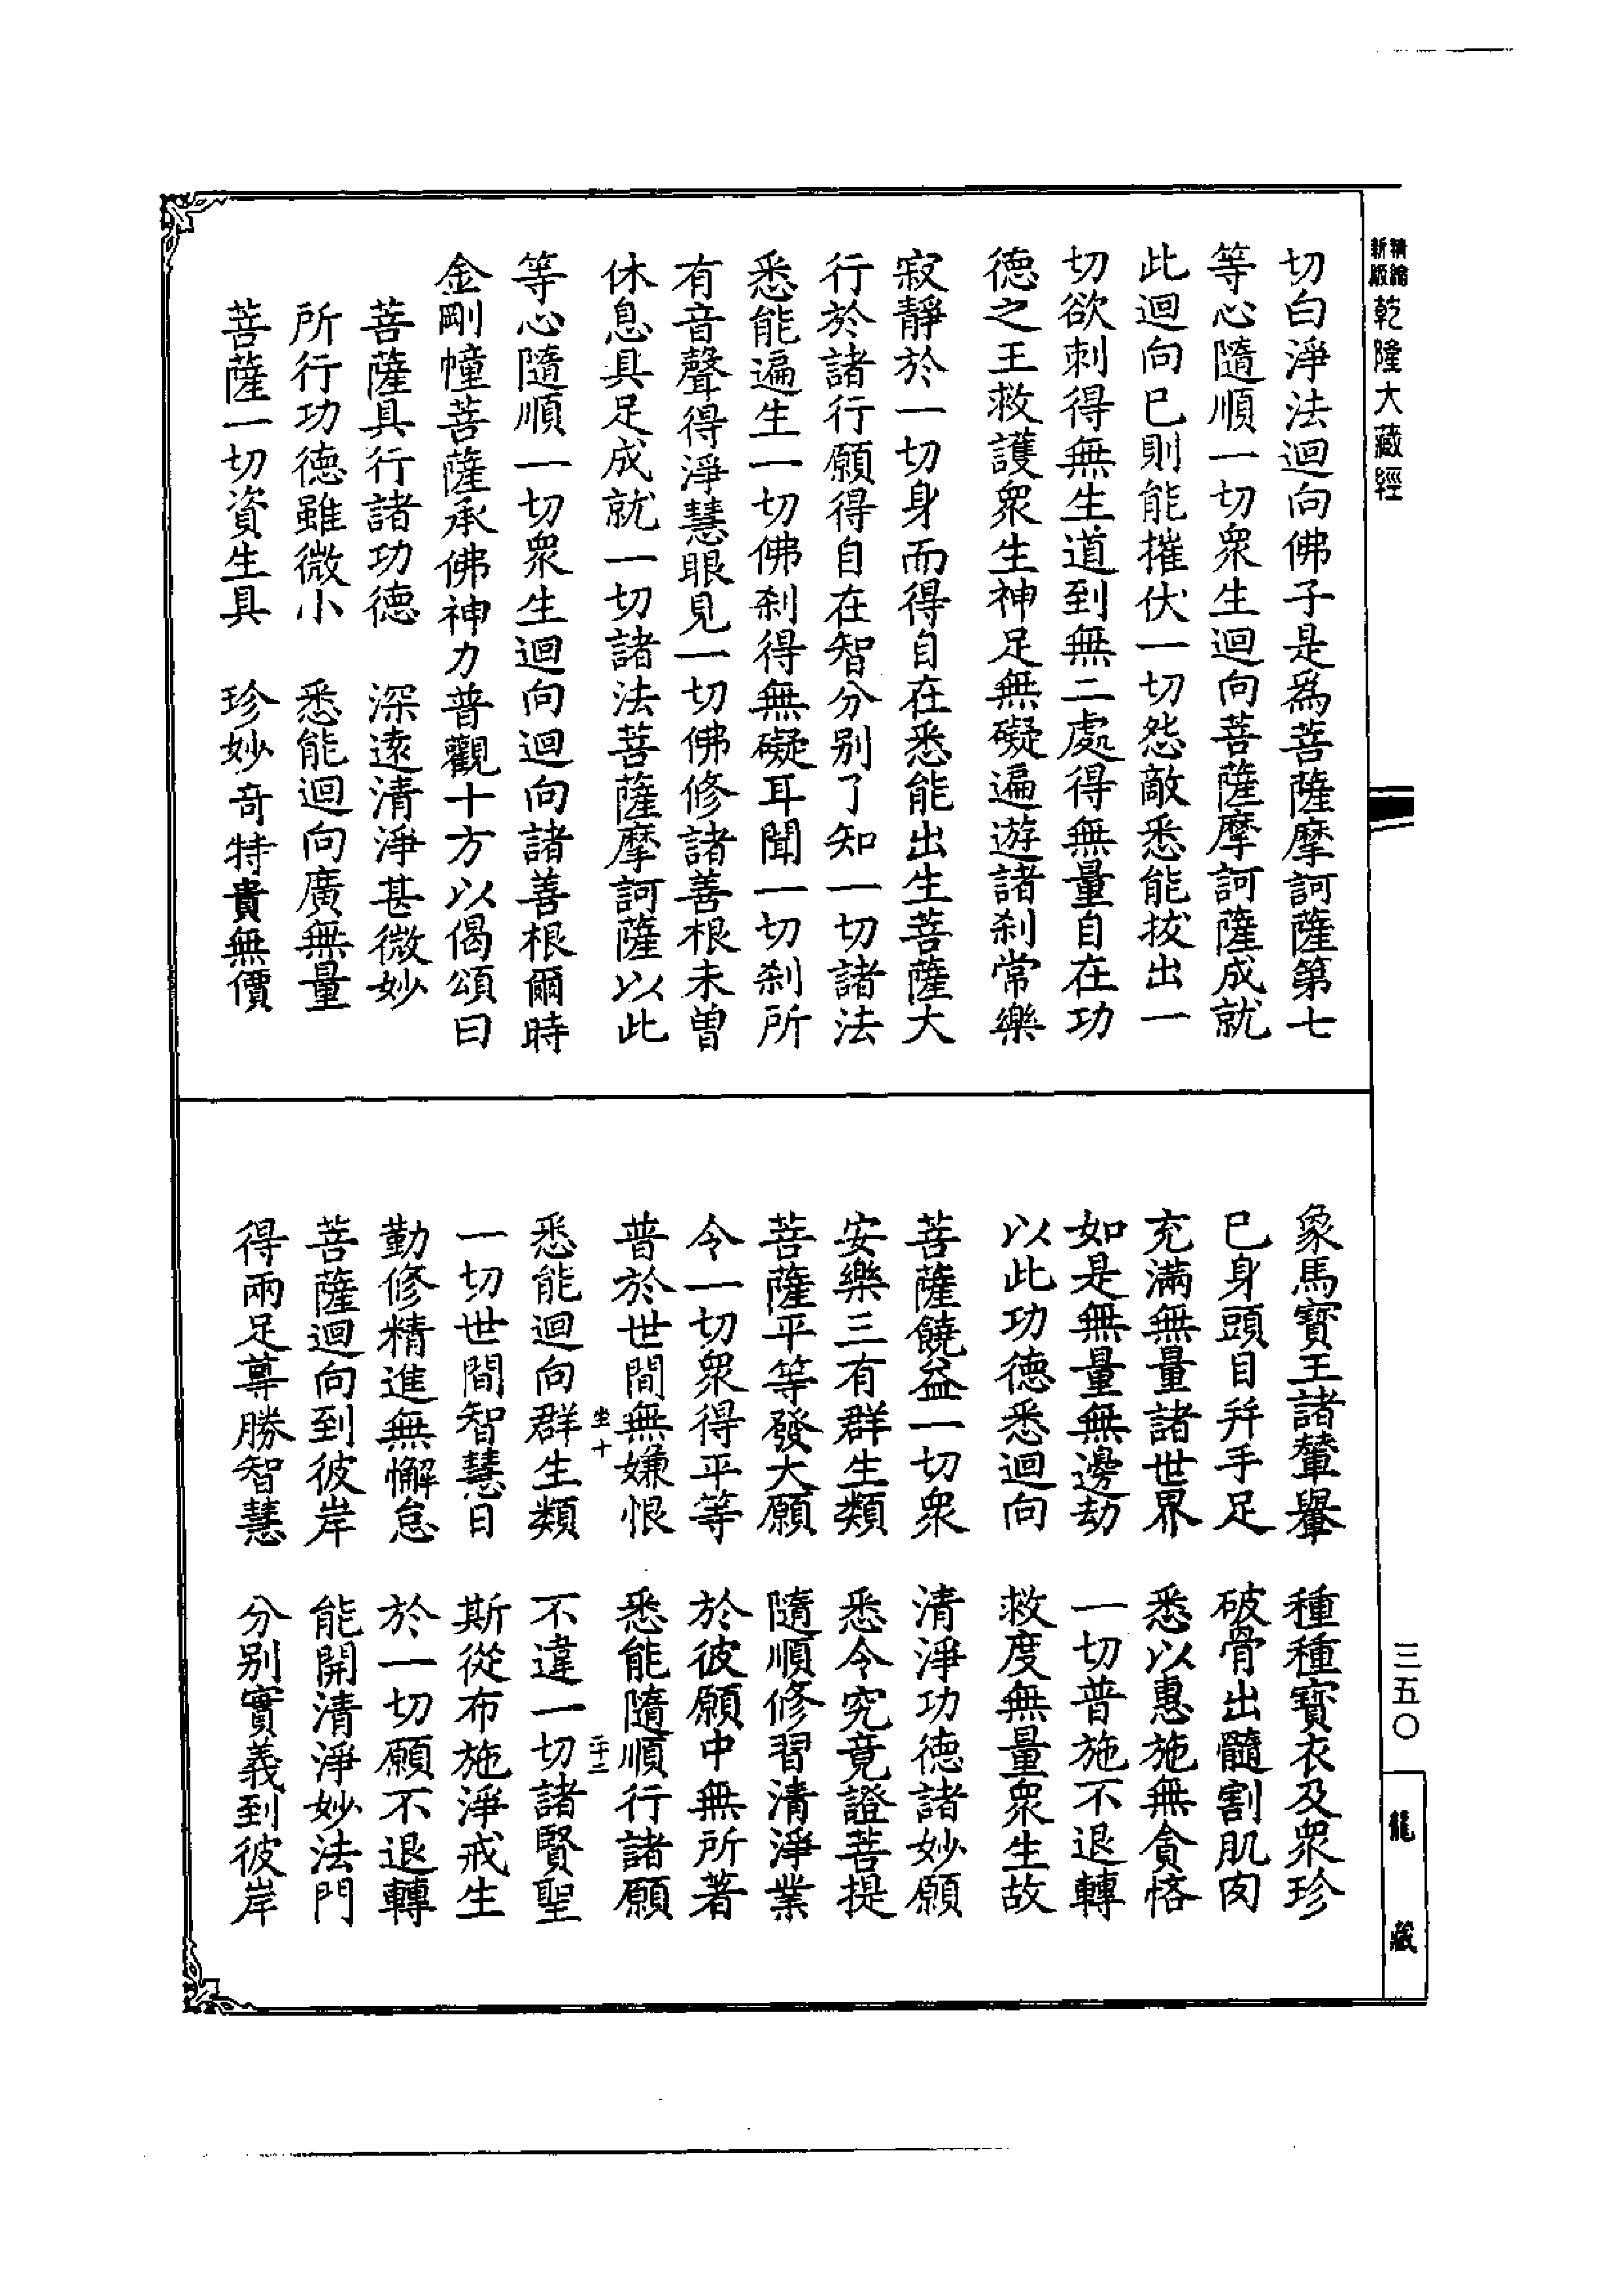 精縮新版乾隆大藏經
切白淨法迴向佛子是為菩薩摩訶薩第七
等心隨順一切衆生迴向菩薩摩訶薩成就
此迴向已則能摧伏一切怨敵悉能拔出一
切欲刺得無生道到無二處得無量自在功
德之王救護衆生神足無礙遍遊諸刹常樂
寂靜於一切身而得自在悉能出生菩薩大
行於諸行願得自在智分别了知一切諸法
悉能遍生一切佛刹得無礙耳聞一切刹所
有音聲得淨慧眼見一切佛修諸善根未曾
休息具足成就一切諸法菩薩摩訶薩以此
等心隨順一切衆生迴向迴向諸善根爾時
金剛幢菩薩承佛神力普觀十方以偈頌曰
菩薩具行諸功德　深遠清淨甚微妙
所行功德雖微小　悉能迴向廣無量
菩薩一切資生具　珍妙奇特貴無價
象馬寶王諸輦轝　種種寶衣及衆珍
已身頭目幷手足　破骨出髓割肌肉
充滿無量諸世界　悉以惠施無貪悋
如是無量無邊劫　一切普施不退轉
以此功德悉迴向　救度無量衆生故
菩薩饒益一切衆　清淨功德諸妙願
安樂三有群生類　悉令究竟證菩提
菩薩平等發大願　隨順修習清淨業
令一切衆得平等　於彼願中無所著
普於世間無嫌恨　悉能隨順行諸願
坐十　二十二
悉能迴向群生類　不違一切諸賢聖
一切世間智慧日　斯從布施淨戒生
勤修精進無懈怠　於一切願不退轉
菩薩迴向到彼岸　能開清淨妙法門
得兩足尊勝智慧　分别實義到彼岸
三五〇
龍藏